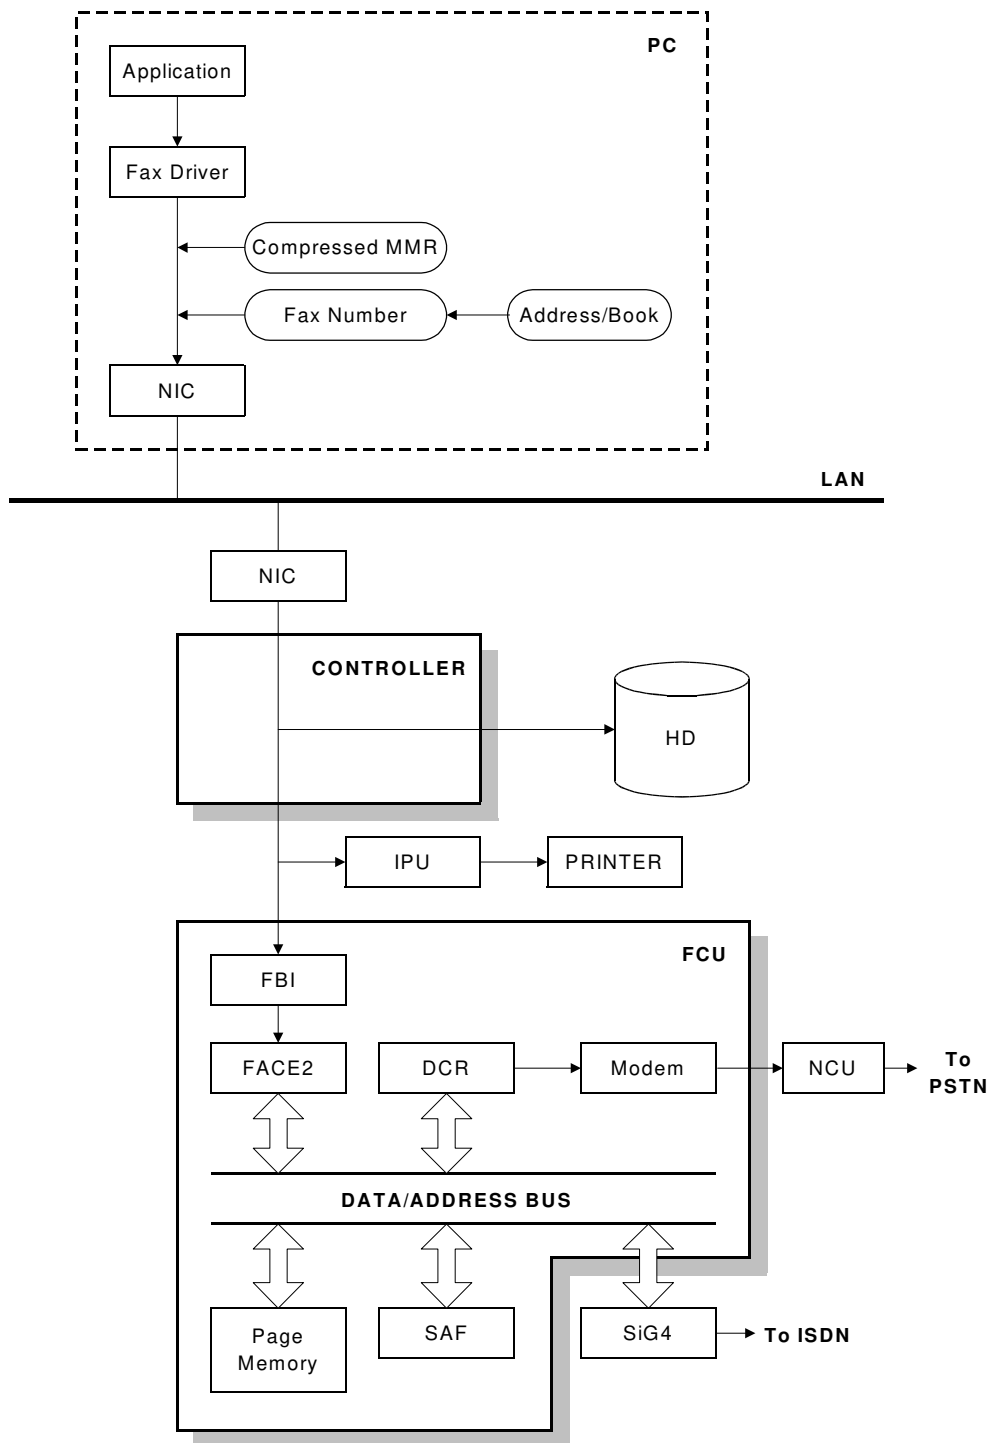 PC
Application
Fax Driver
Compressed MMR
Fax Number
Address/Book
NIC
LAN
NIC
CONTROLLER
HD
IPU
PRINTER
FCU
FBI
FACE2
DCR
Modem
NCU
To
PSTN
DATA/ADDRESS BUS
Page
Memory
SAF
SiG4
To ISDN